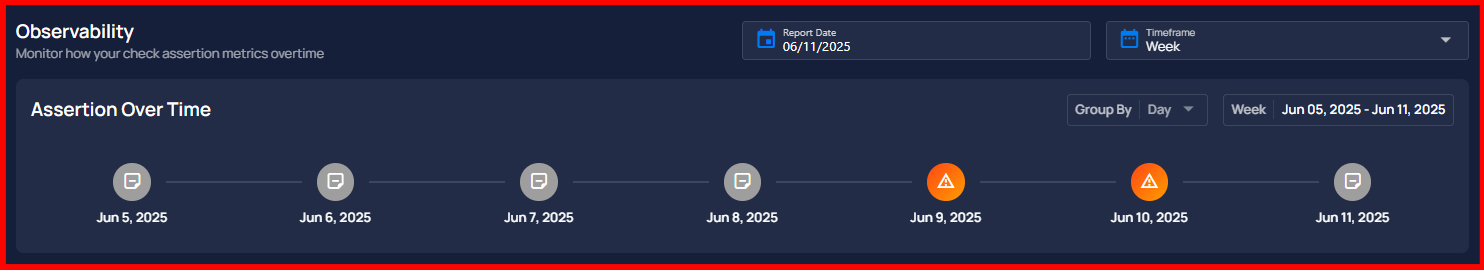 Observability
Monitor how your check assertion metrics overtime
Report Date
06/11/2025
Timeframe
Week
Assertion Over Time
Group By Day
Week Jun 05, 2025 - Jun 11, 2025
Jun 5, 2025
Jun 6, 2025
Jun 7, 2025
Jun 8, 2025
Jun 9, 2025
Jun 10, 2025
Jun 11, 2025